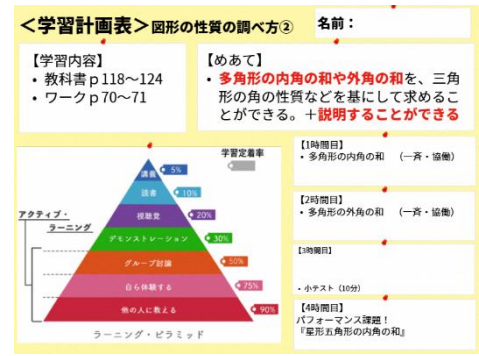 ＜学習計画表＞図形の性質の調べ方②
名前：
【学習内容】
・教科書ｐ118～124
・ワークｐ70～71
【めあて】
・多角形の内角の和や外角の和を、三角
形の角の性質などを基にして求めるこ
とができる。＋説明することができる
学習定着率
講義 5%
読書 10%
視聴覚 20%
デモンストレーション 30%
グループ討論 50%
自ら体験する 75%
他の人に教える 90%
アクティブ・
ラーニング
ラーニング・ピラミッド
【1時間目】
・多角形の内角の和　（一斉・協働）
【2時間目】
・多角形の外角の和　（一斉・協働）
【3時間目】
・小テスト（10分）
【4時間目】
パフォーマンス課題！
『星形五角形の内角の和』